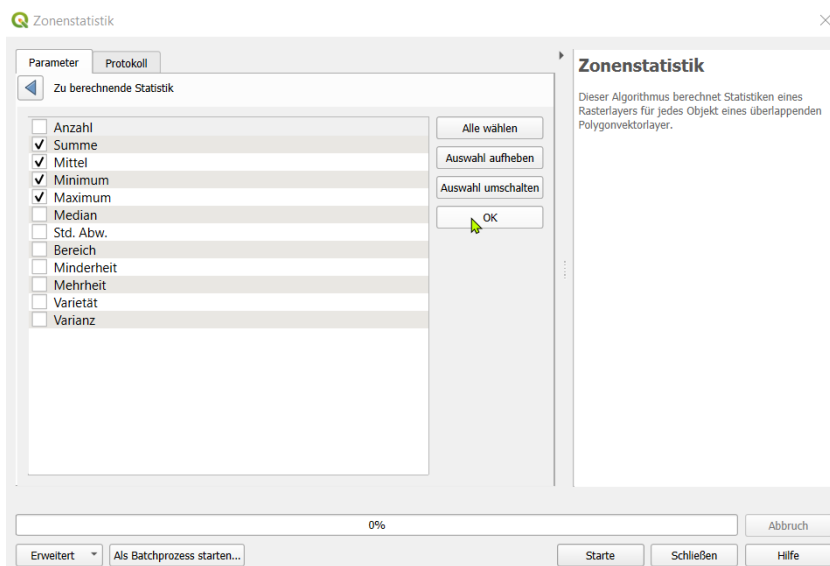 Zonenstatistik
Parameter
Protokoll
Zu berechnende Statistik
Anzahl
Summe
Mittel
Minimum
Maximum
Median
Std. Abw.
Bereich
Minderheit
Mehrheit
Varietät
Varianz
Alle wählen
Auswahl aufheben
Auswahl umschalten
OK
Zonenstatistik
Dieser Algorithmus berechnet Statistiken eines
Rasterlayers für jedes Objekt eines überlappenden
Polygonvektorlayer.
0%
Abbruch
Erweitert
Als Batchprozess starten...
Starte
Schließen
Hilfe